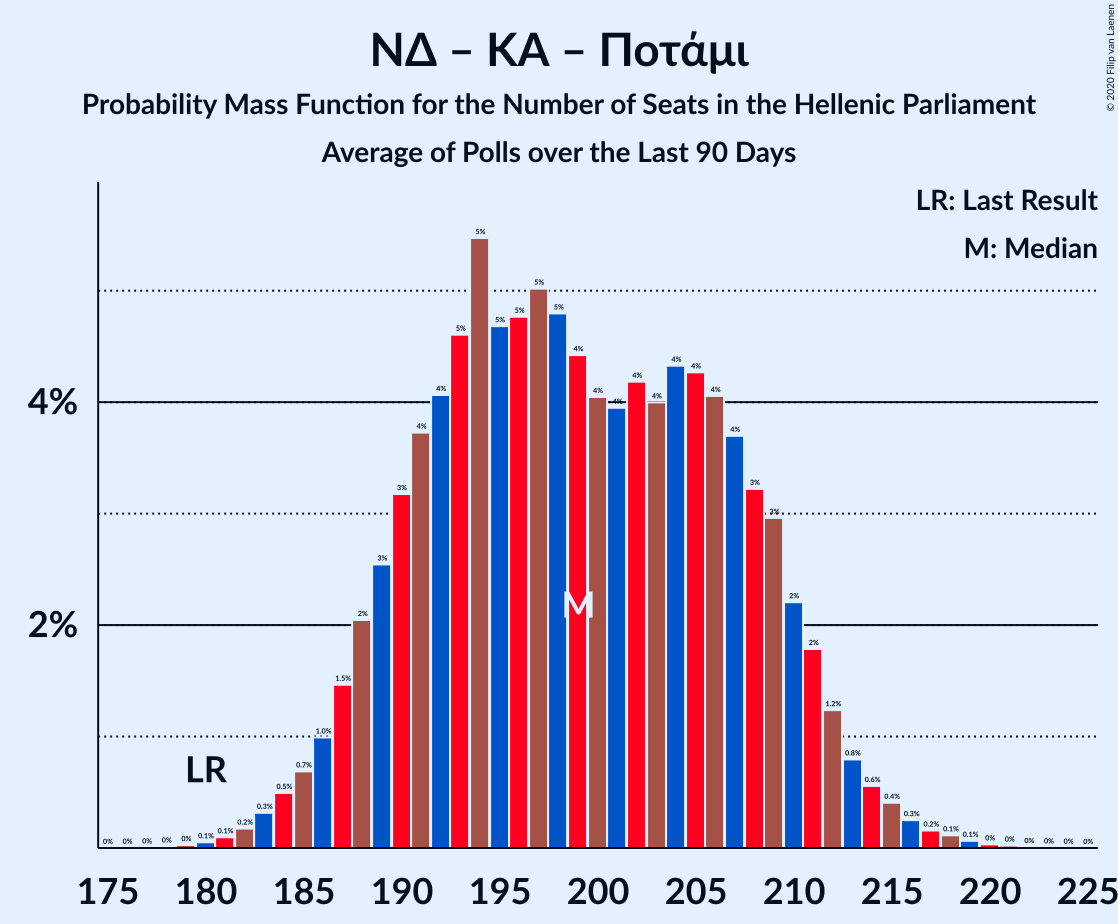 ΝΔ – ΚΑ – Ποτάμι
Probability Mass Function for the Number of Seats in the Hellenic Parliament
Average of Polls over the Last 90 Days
© 2020 Filip van Laenen
LR: Last Result
M: Median
4%
2%
0% 0% 0% 0% 0% 0.1% 0.1% 0.2% 0.3% 0.5% 0.7% 1.0% 1.5% 2% 3% 3% 4% 4% 5% 5% 5% 5% 5% 5% 4% 4% 4% 4% 4% 4% 4% 4% 4% 3% 3% 2% 2% 1.2% 0.8% 0.6% 0.4% 0.3% 0.2% 0.1% 0.1% 0% 0% 0% 0% 0% 0%
M
LR
175 180 185 190 195 200 205 210 215 220 225